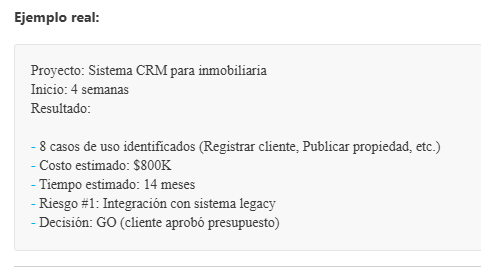 Ejemplo real:
Proyecto: Sistema CRM para inmobiliaria
Inicio: 4 semanas
Resultado:
- 8 casos de uso identificados (Registrar cliente, Publicar propiedad, etc.)
- Costo estimado: $800K
- Tiempo estimado: 14 meses
- Riesgo #1: Integración con sistema legacy
- Decisión: GO (cliente aprobó presupuesto)